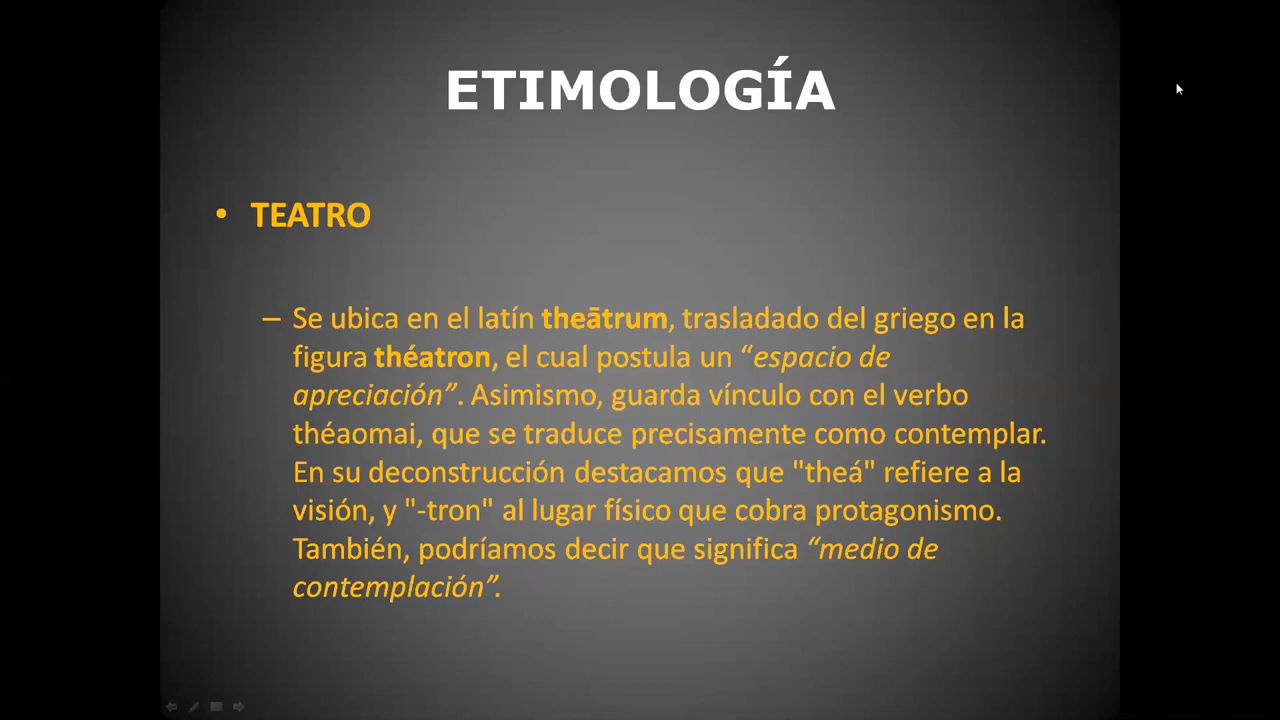 ETIMOLOGÍA
• TEATRO
– Se ubica en el latín theātrum, trasladado del griego en la
figura théatron, el cual postula un “espacio de
apreciación”. Asimismo, guarda vínculo con el verbo
théaomai, que se traduce precisamente como contemplar.
En su deconstrucción destacamos que "theá" refiere a la
visión, y "-tron" al lugar físico que cobra protagonismo.
También, podríamos decir que significa “medio de
contemplación”.